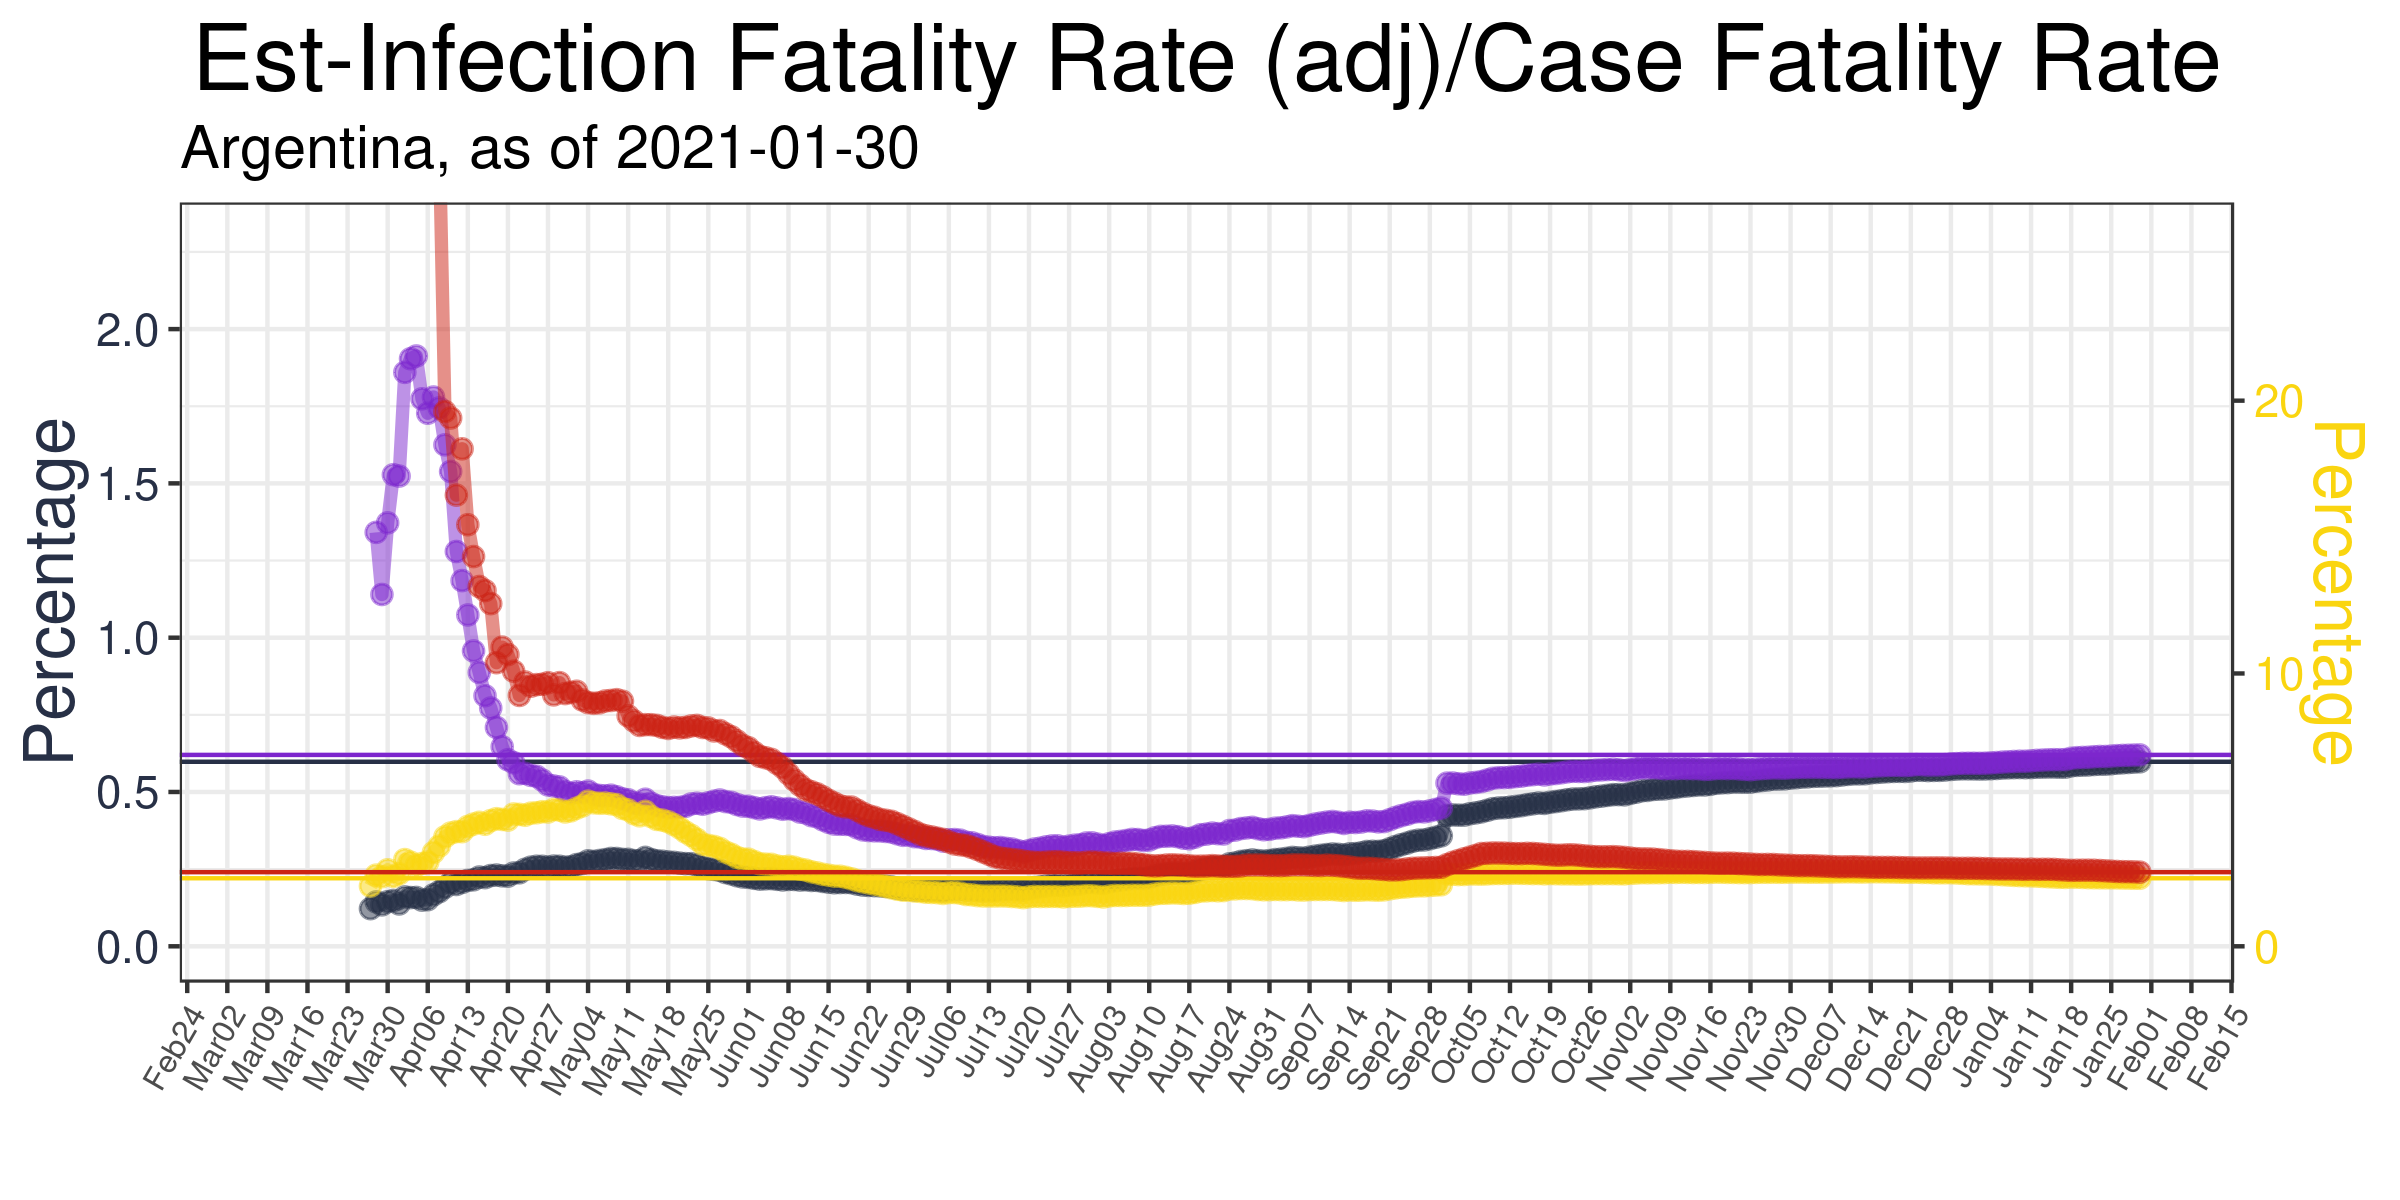 Est-Infection Fatality Rate (adj)/Case Fatality Rate
Argentina, as of 2021-01-30
Percentage
2.0
1.5
1.0
0.5
0.0
20
10
0
Percentage
Feb24
Mar02
Mar09
Mar16
Mar23
Mar30
Apr06
Apr13
Apr20
Apr27
May04
May11
May18
May25
Jun01
Jun08
Jun15
Jun22
Jun29
Jul06
Jul13
Jul20
Jul27
Aug03
Aug10
Aug17
Aug24
Aug31
Sep07
Sep14
Sep21
Sep28
Oct05
Oct12
Oct19
Oct26
Nov02
Nov09
Nov16
Nov23
Nov30
Dec07
Dec14
Dec21
Dec28
Jan04
Jan11
Jan18
Jan25
Feb01
Feb08
Feb15